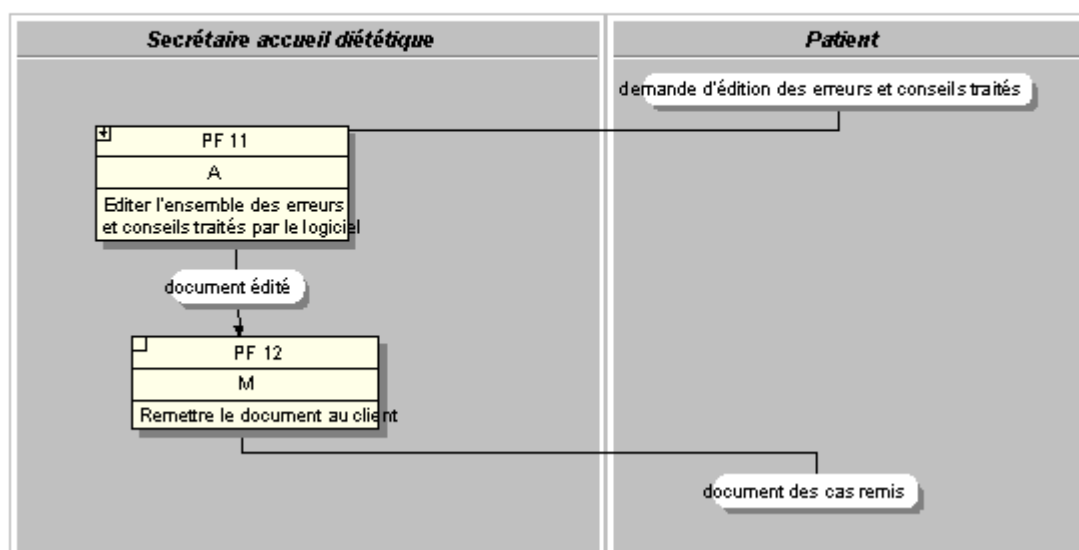 Secrétaire accueil diététique
Patient
demande d'édition des erreurs et conseils traités
PF 11
A
Editer l'ensemble des erreurs
et conseils traités par le logiciel
document édité
PF 12
M
Remettre le document au client
document des cas remis